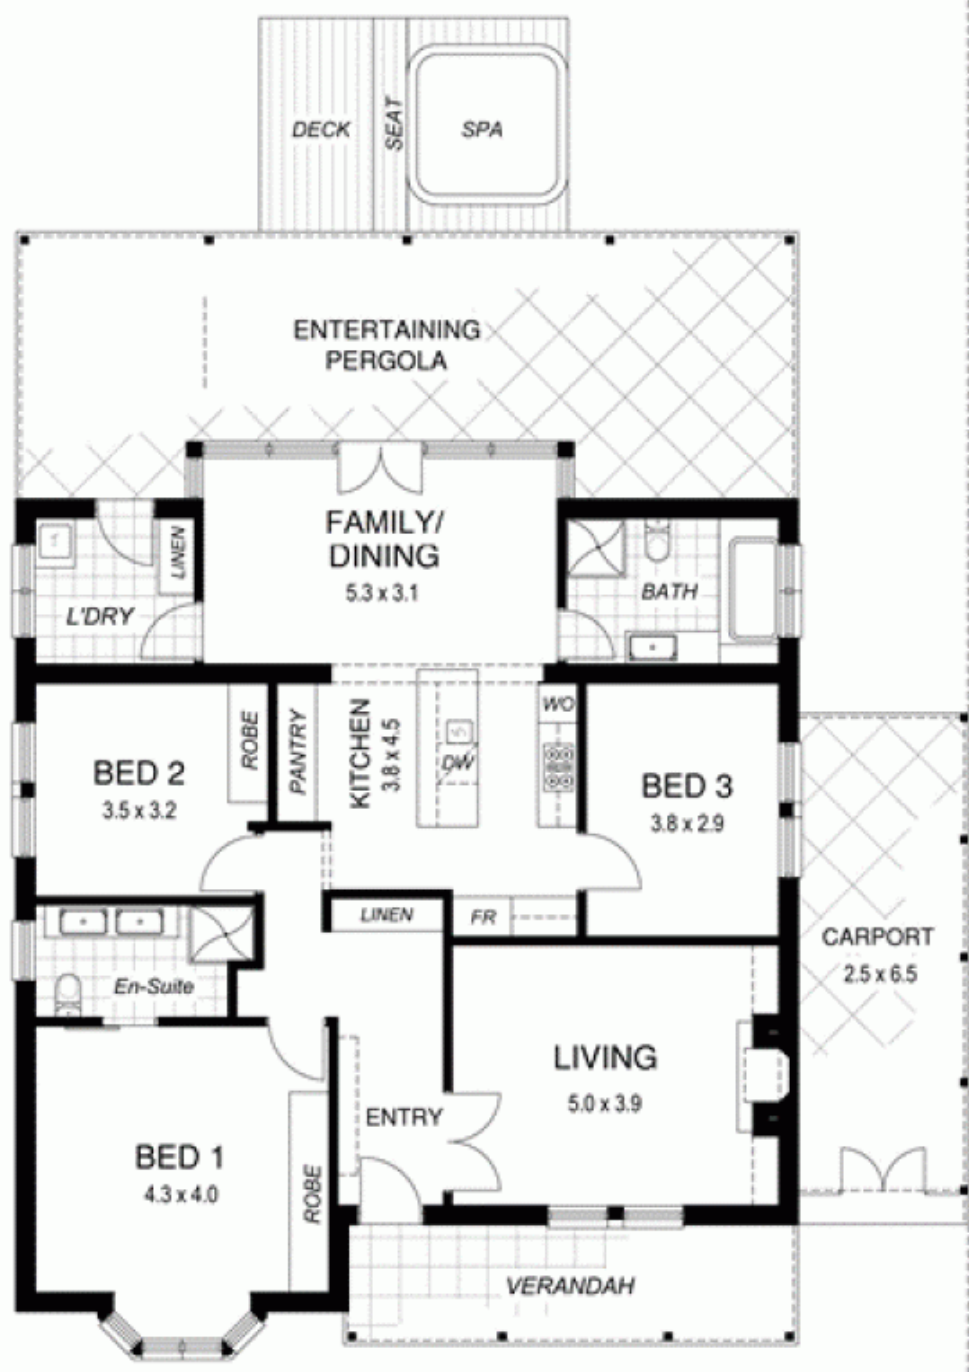 DECK
SEAT
SPA
ENTERTAINING
PERGOLA
FAMILY/
DINING
5.3 x 3.1
LINEN
L'DRY
BATH
BED 2
3.5 x 3.2
ROBE
PANTRY
KITCHEN
3.8 x 4.5
DW
WO
BED 3
3.8 x 2.9
LINEN
FR
En-Suite
CARPORT
2.5 x 6.5
LIVING
5.0 x 3.9
ENTRY
BED 1
4.3 x 4.0
ROBE
VERANDAH